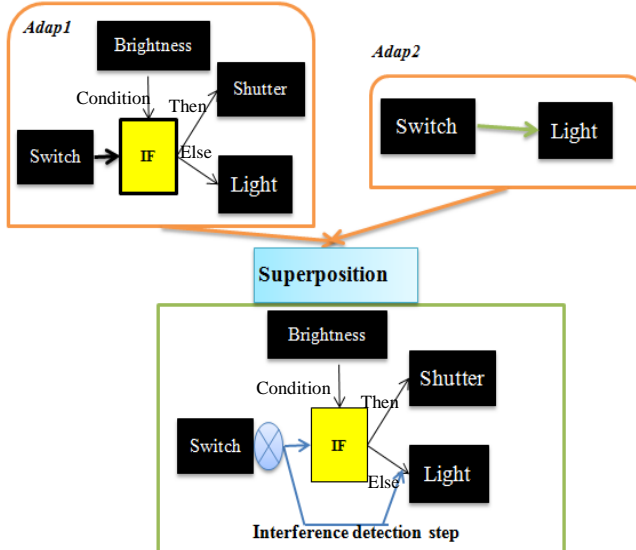 Adap1
Brightness
Condition
Then
Shutter
Switch
IF
Else
Light
Adap2
Switch
Light
Superposition
Brightness
Condition
Then
Shutter
Switch
IF
Else
Light
Interference detection step